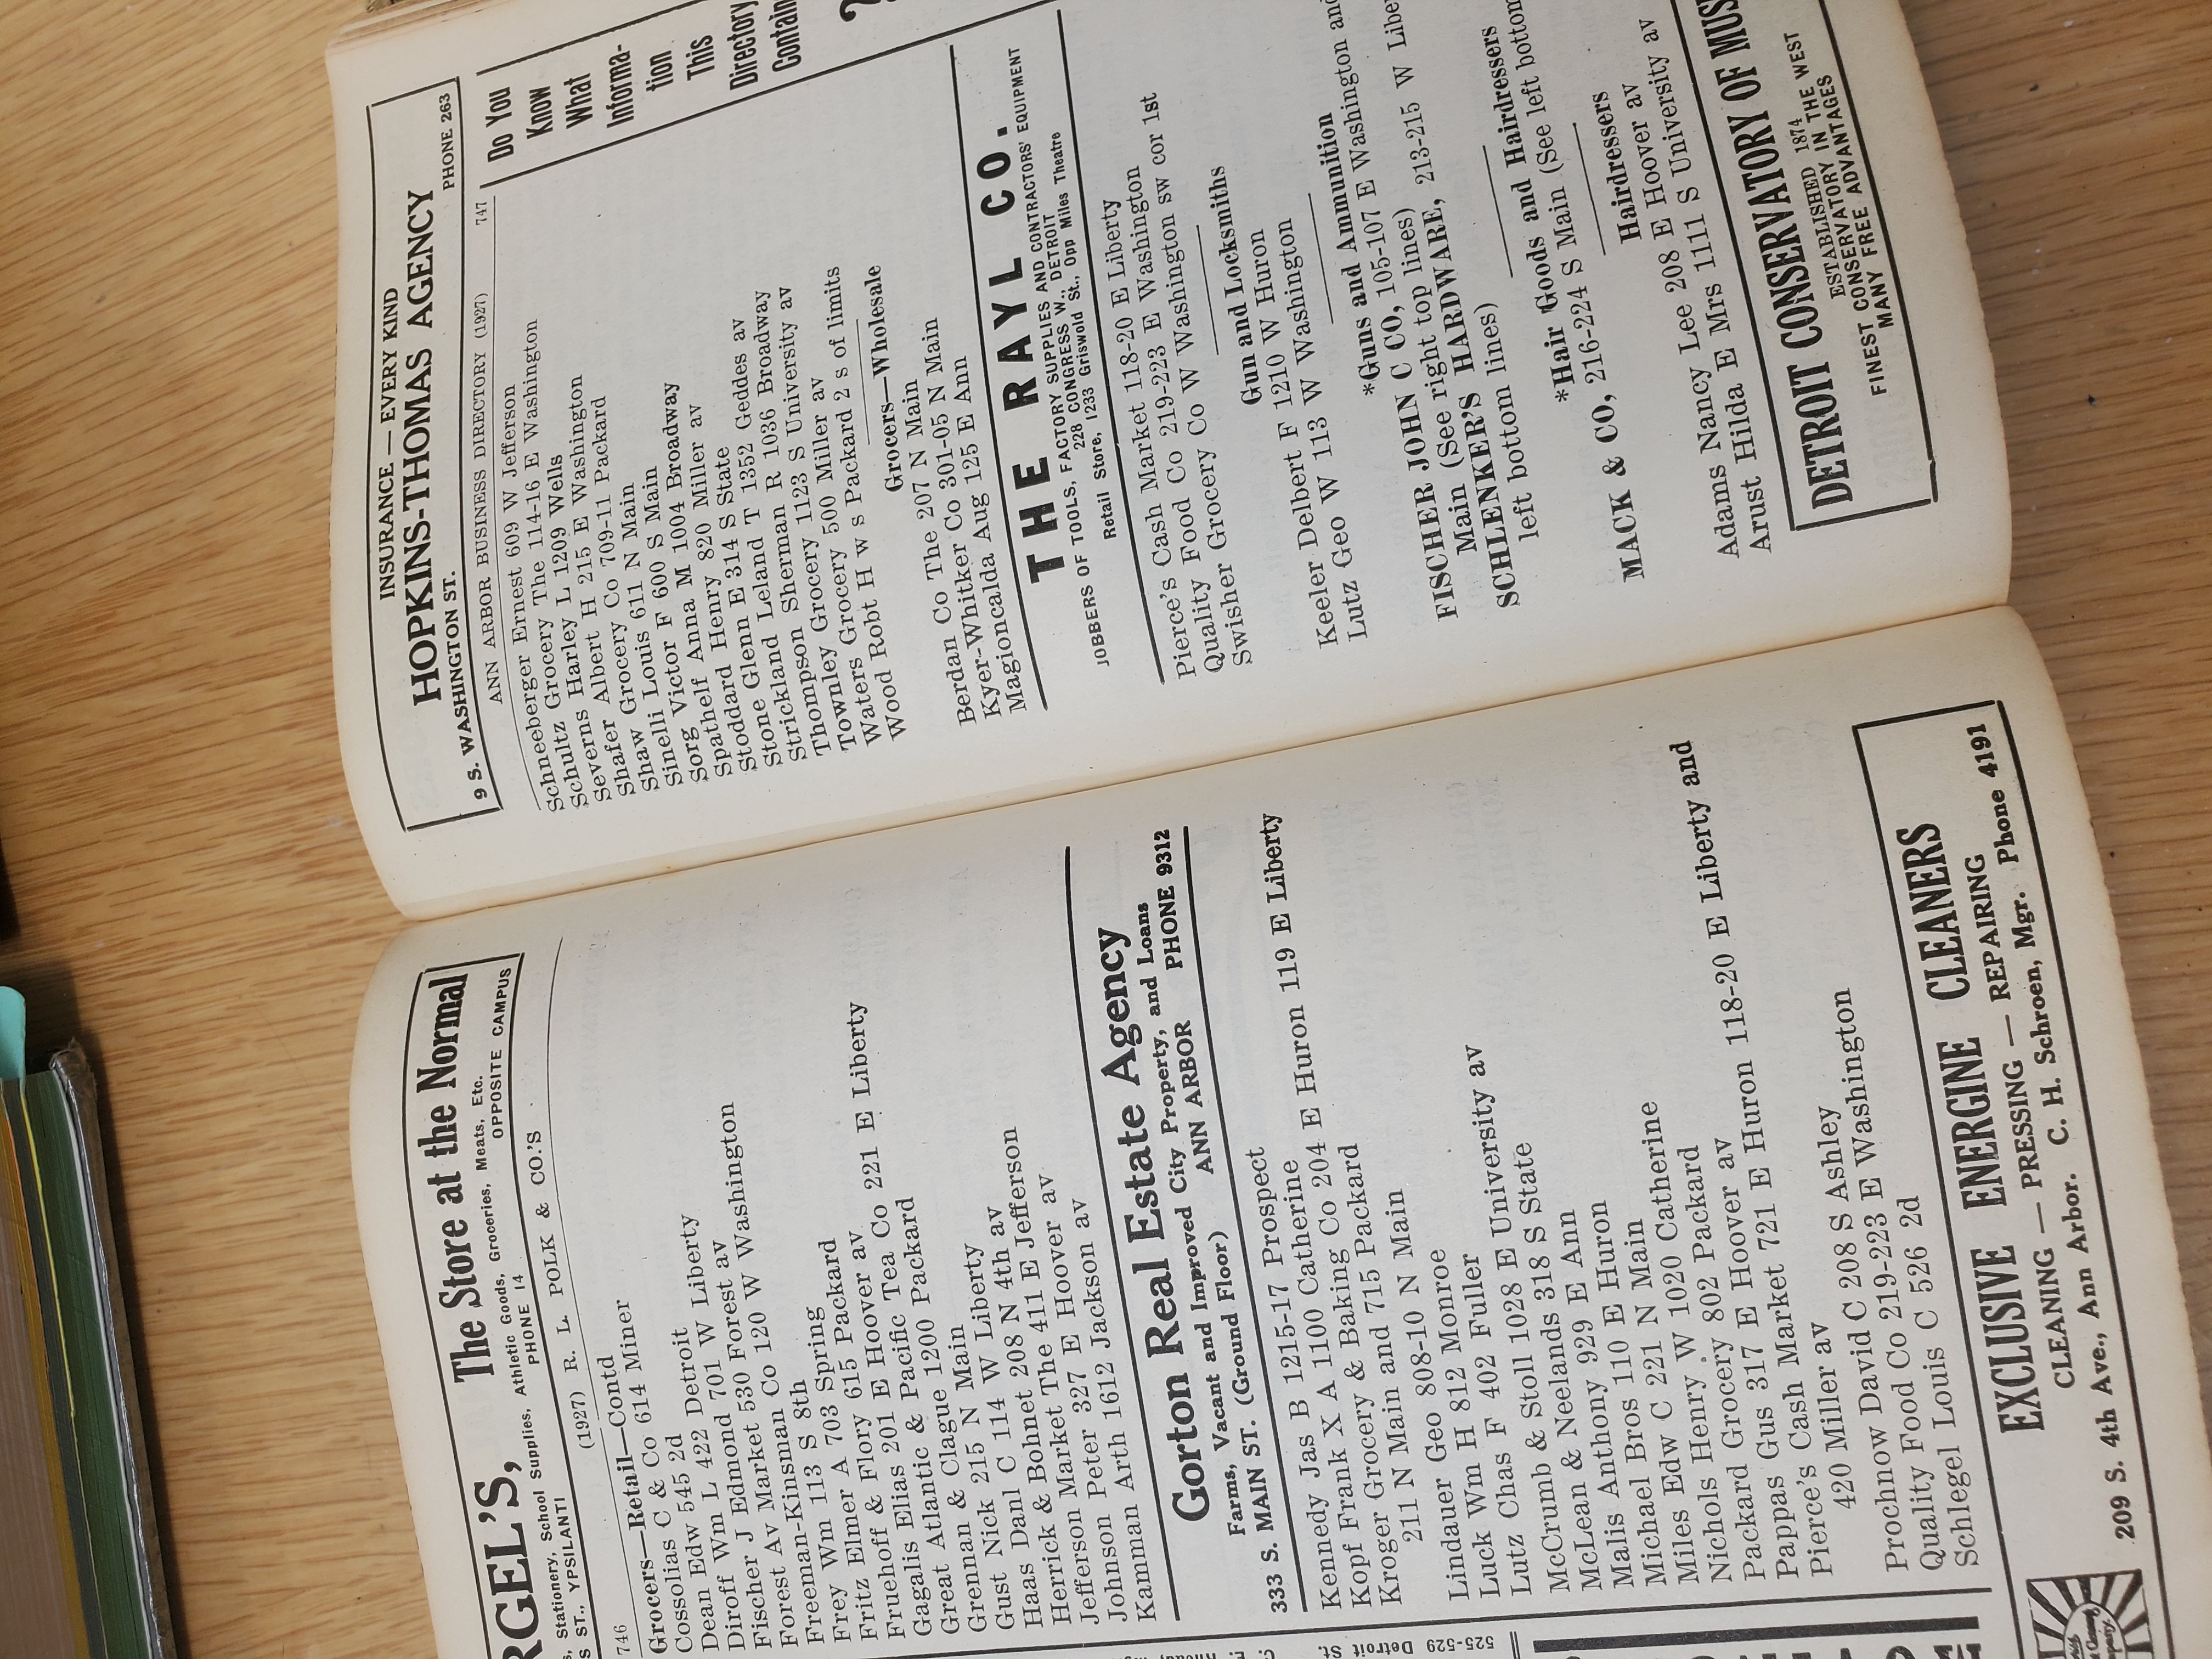 RGEL'S,
The Store at the Normal
Stationery, School Supplies, Athletic Goods, Groceries, Meats, Etc.
S ST., YPSILANTI
PHONE 14
OPPOSITE CAMPUS
746
(1927) R. L. POLK & CO.'S
Grocers—Retail—Contd
Cossolias C & Co 614 Miner
Dean Edw 545 2d
Diroff Wm L 422 Detroit
Fischer J Edmond 701 W Liberty
Forest Av Market 530 Forest av
Freeman-Kinsman Co 120 W Washington
Frey Wm 113 S 8th
Fritz Elmer A 703 Spring
Fruehoff & Flory 615 Packard
Gagalis Elias 201 E Hoover av
Great Atlantic & Pacific Tea Co 221 E Liberty
Grennan & Clague 1200 Packard
Gust Nick 215 N Main
Haas Danl C 114 W Liberty
Herrick & Bohnet 208 N 4th av
Jefferson Market The 411 E Jefferson
Johnson Peter 327 E Hoover av
Kamman Arth 1612 Jackson av
Gorton Real Estate Agency
Farms, Vacant and Improved City Property, and Loans
333 S. MAIN ST. (Ground Floor)
ANN ARBOR
PHONE 9312
Kennedy Jas B 1215-17 Prospect
Kopf Frank X A 1100 Catherine
Kroger Grocery & Baking Co 204 E Huron 119 E Liberty
211 N Main and 715 Packard
Lindauer Geo 808-10 N Main
Luck Wm H 812 Monroe
Lutz Chas F 402 Fuller
McCrumb & Stoll 1028 E University av
McLean & Neelands 318 S State
Malis Anthony 929 E Ann
Michael Bros 110 E Huron
Miles Edw C 221 N Main
Nichols Henry W 1020 Catherine
Packard Grocery 802 Packard
Pappas Gus 317 E Hoover av
Pierce's Cash Market 721 E Huron 118-20 E Liberty and
420 Miller av
Prochnow David C 208 S Ashley
Quality Food Co 219-223 E Washington
Schlegel Louis C 526 2d
EXCLUSIVE ENERGINE CLEANERS
CLEANING — PRESSING — REPAIRING
209 S. 4th Ave., Ann Arbor. C. H. Schroen, Mgr. Phone 4191
525-529
Detroit St.
INSURANCE — EVERY KIND
HOPKINS-THOMAS AGENCY
9 S. WASHINGTON ST.
PHONE 263
ANN ARBOR BUSINESS DIRECTORY (1927)
747
Do You
Know
What
Informa-
tion
This
Directory
Contain
?
Schneeberger Ernest 609 W Jefferson
Schultz Grocery The 114-16 E Washington
Severns Harley L 1209 Wells
Shafer Albert H 215 E Washington
Shaw Grocery Co 709-11 Packard
Sinelli Louis 611 N Main
Sorg Victor F 600 S Main
Spathelf Anna M 1004 Broadway
Stoddard Henry 820 Miller av
Stone Glenn E 314 S State
Strickland Leland T 1352 Geddes av
Thompson Sherman R 1036 Broadway
Townley Grocery 1123 S University av
Waters Grocery 500 Miller av
Wood Robt H w s Packard 2 s of limits
Grocers—Wholesale
Berdan Co The 207 N Main
Kyer-Whitker Co 301-05 N Main
Magioncalda Aug 125 E Ann
THE RAYL CO.
JOBBERS OF TOOLS, FACTORY SUPPLIES AND CONTRACTORS' EQUIPMENT
228 CONGRESS W., DETROIT
Retail Store, 1233 Griswold St., Opp Miles Theatre
Pierce's Cash Market 118-20 E Liberty
Quality Food Co 219-223 E Washington
Swisher Grocery Co W Washington sw cor 1st
Gun and Locksmiths
Keeler Delbert F 1210 W Huron
Lutz Geo W 113 W Washington
*Guns and Ammunition
FISCHER JOHN C CO, 105-107 E Washington and
Main (See right top lines)
SCHLENKER'S HARDWARE, 213-215 W Liber
left bottom lines)
*Hair Goods and Hairdressers
MACK & CO, 216-224 S Main (See left bottom
Hairdressers
Adams Nancy Lee 208 E Hoover av
Arust Hilda E Mrs 1111 S University av
DETROIT CONSERVATORY OF MUS
ESTABLISHED 1874
FINEST CONSERVATORY IN THE WEST
MANY FREE ADVANTAGES